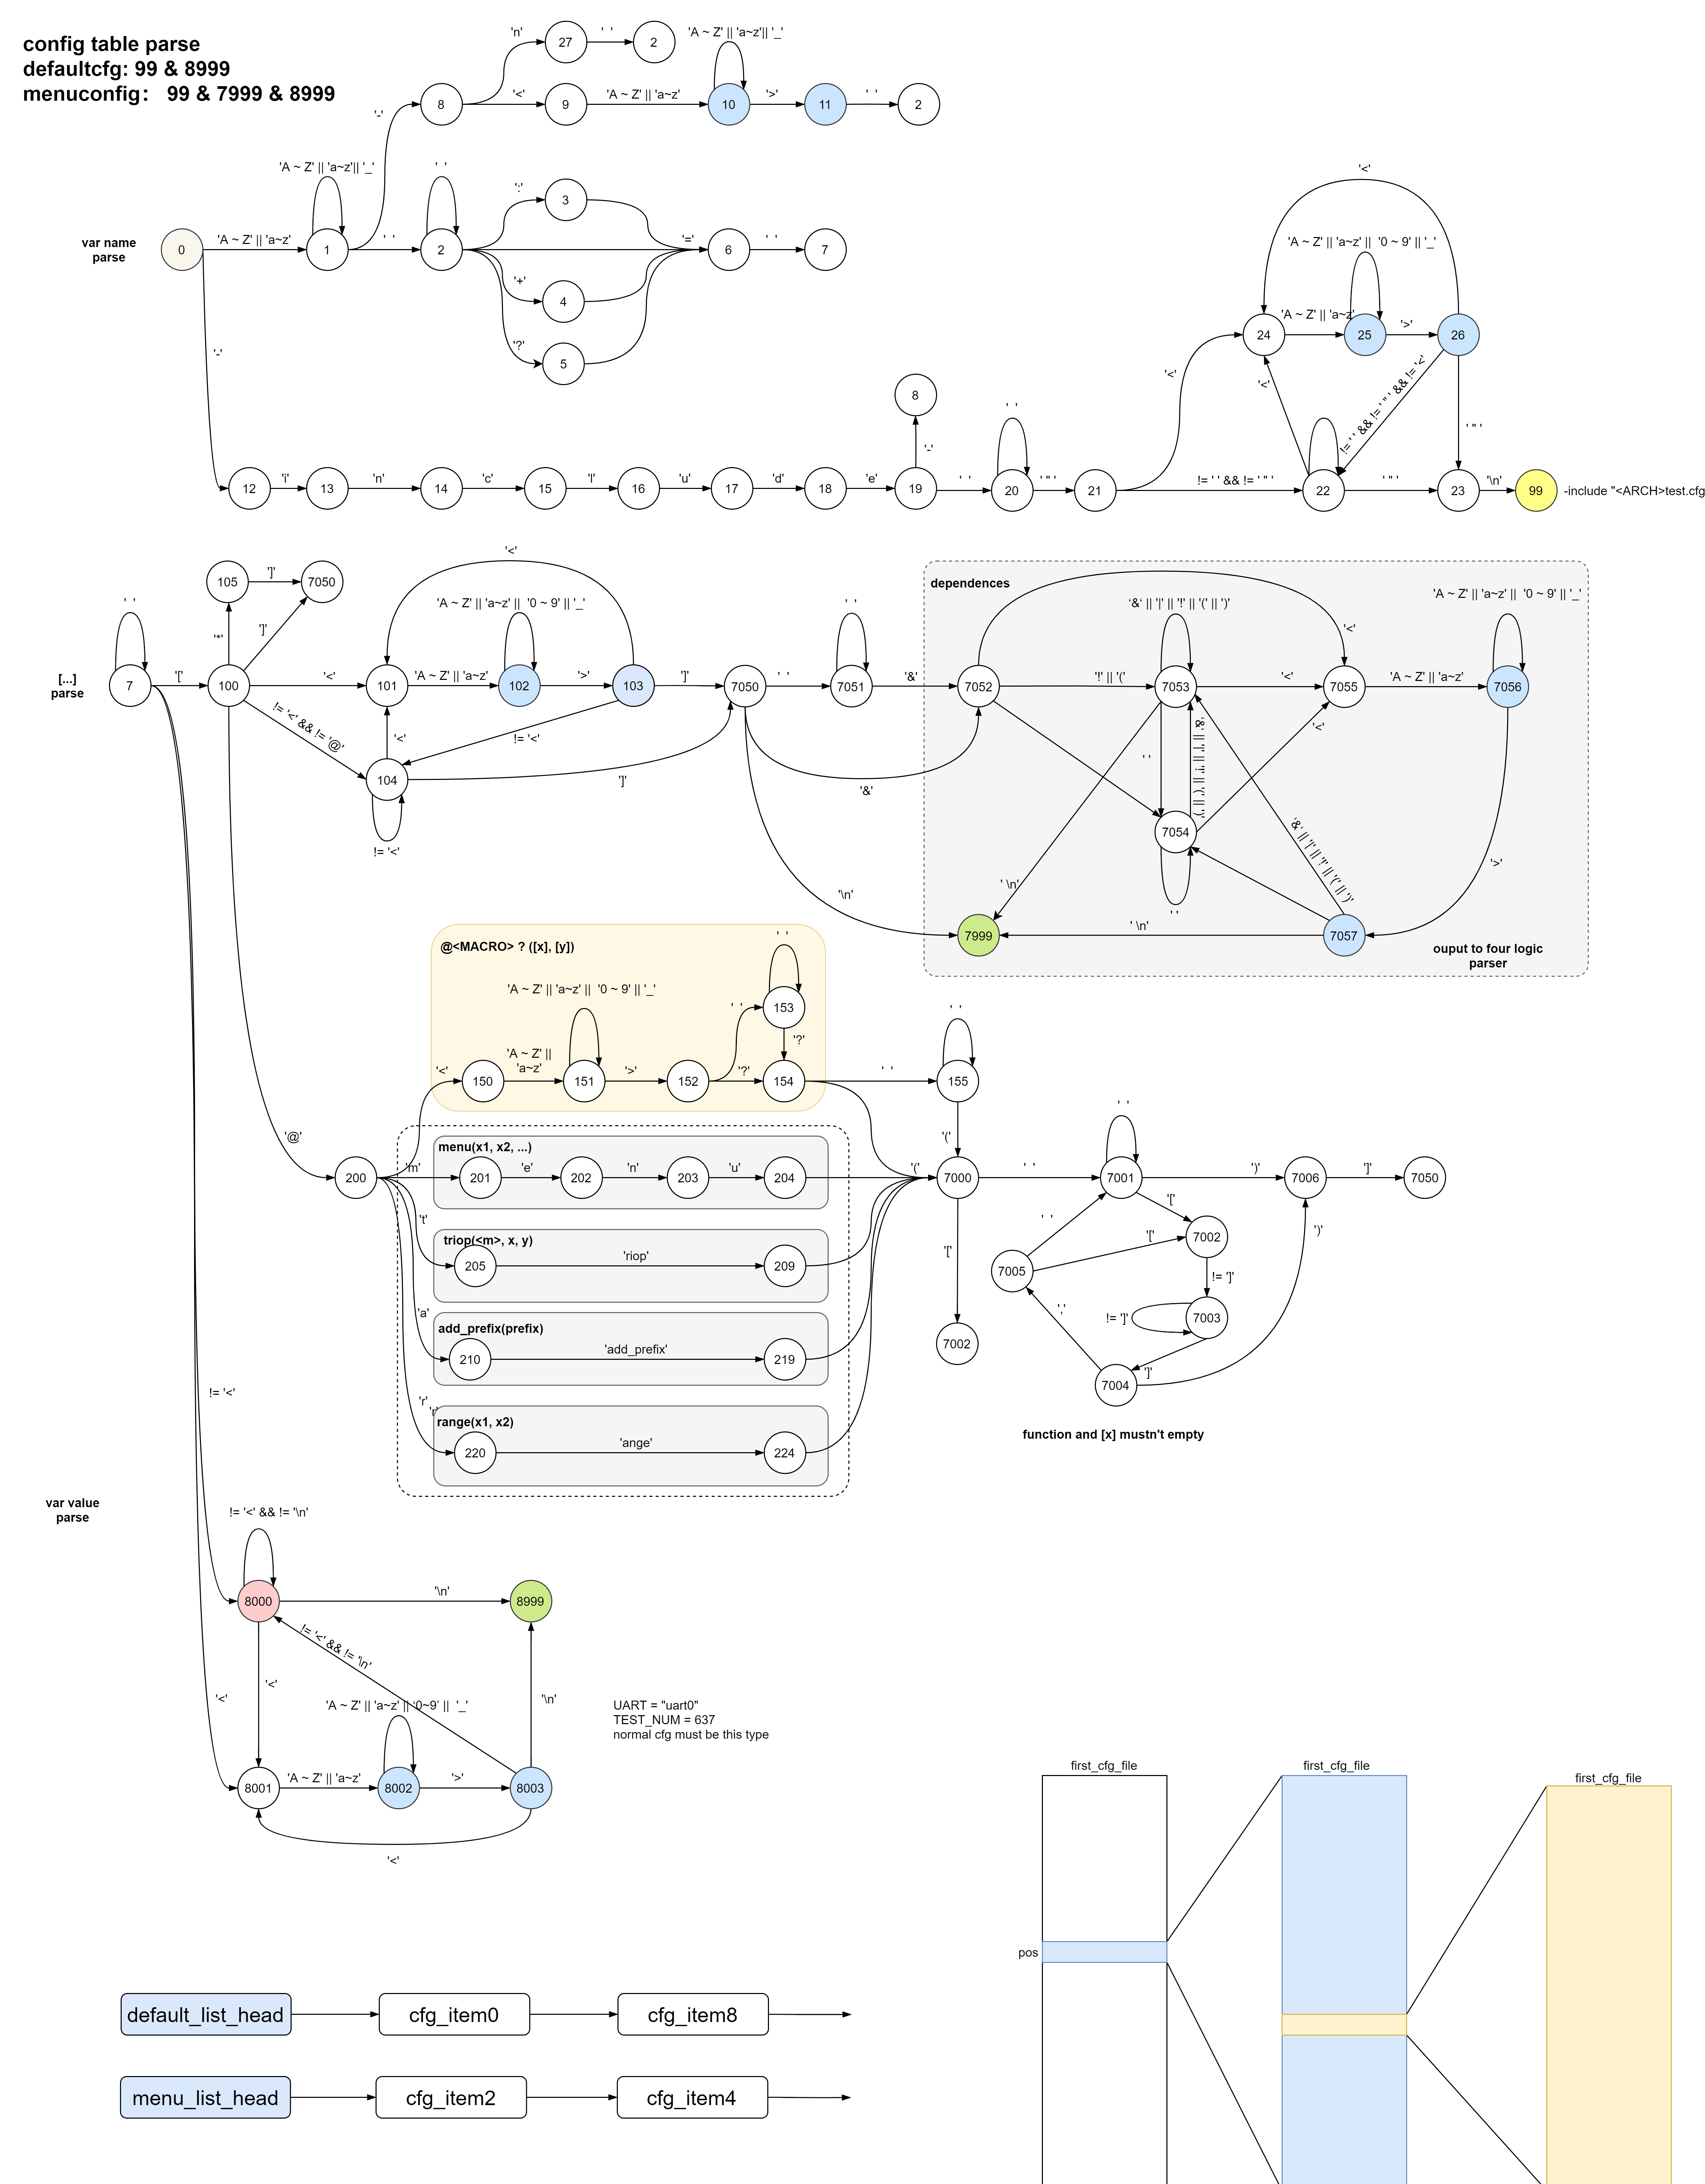 config table parse
defaultcfg: 99 & 8999
menuconfig： 99 & 7999 & 8999
'n'
27
' '
2
'A ~ Z' || 'a~z'|| '_'
'-'
8
'<'
9
'A ~ Z' || 'a~z'
10
'>'
11
' '
2
'A ~ Z' || 'a~z'|| '_'
' '
':'
3
var name
parse
0
'A ~ Z' || 'a~z'
1
' '
2
'='
6
' '
7
'+'
4
'?'
5
'-'
'<'
'A ~ Z' || 'a~z' || '0 ~ 9' || '_'
24
'A ~ Z' || 'a~z'
25
'>'
26
'<'
'<'
!= ' ' && != ' " ' && != '<'
' " '
8
'-'
' '
12
'i'
13
'n'
14
'c'
15
'l'
16
'u'
17
'd'
18
'e'
19
' '
20
' " '
21
!= ' ' && != ' " '
22
' " '
23
'\n'
99
-include "<ARCH>test.cfg
105
']'
7050
'*'
']'
'<'
'A ~ Z' || 'a~z' || '0 ~ 9' || '_'
' '
[...]
parse
7
'['
100
'<'
101
'A ~ Z' || 'a~z'
102
'>'
103
']'
7050
' '
7051
'&'
' '
!= '<' && != '@'
'<'
!= '<'
104
']'
!= '<'
'&'
'\n'
dependences
‘&‘ || '|' || '!' || '(' || ')'
'A ~ Z' || 'a~z' || '0 ~ 9' || '_'
'<'
7052
'!' || '('
7053
'<'
7055
'A ~ Z' || 'a~z'
7056
' '
‘&‘ || '|' || '!' || '(' || ')'
'<'
7054
' '
‘&‘ || '|' || '!' || '(' || ')'
'>'
' \n'
7999
' \n'
7057
ouput to four logic
parser
@<MACRO> ? ([x], [y])
' '
'A ~ Z' || 'a~z' || '0 ~ 9' || '_'
' '
153
'?'
'<'
150
'A ~ Z' ||
'a~z'
151
'>'
152
'?'
154
' '
' '
155
'@'
'('
' '
200
'm'
menu(x1, x2, ...)
201
'e'
202
'n'
203
'u'
204
'('
7000
' '
7001
')'
7006
']'
7050
't'
triop(<m>, x, y)
205
'riop'
209
'['
'['
7002
' '
'['
7005
!= ']'
')'
'a'
add_prefix(prefix)
210
'add_prefix'
219
7002
','
!= ']'
7003
']'
7004
!= '<'
'r'
'r'
range(x1, x2)
220
'ange'
224
function and [x] mustn't empty
var value
parse
!= '<' && != '\n'
8000
'\n'
8999
!= '<' && != '\n'
'<'
'<'
'A ~ Z' || 'a~z' || '0~9' || '_'
'\n'
8001
'A ~ Z' || 'a~z'
8002
'>'
8003
'<'
UART = "uart0"
TEST_NUM = 637
normal cfg must be this type
first_cfg_file
first_cfg_file
first_cfg_file
pos
default_list_head
cfg_item0
cfg_item8
menu_list_head
cfg_item2
cfg_item4